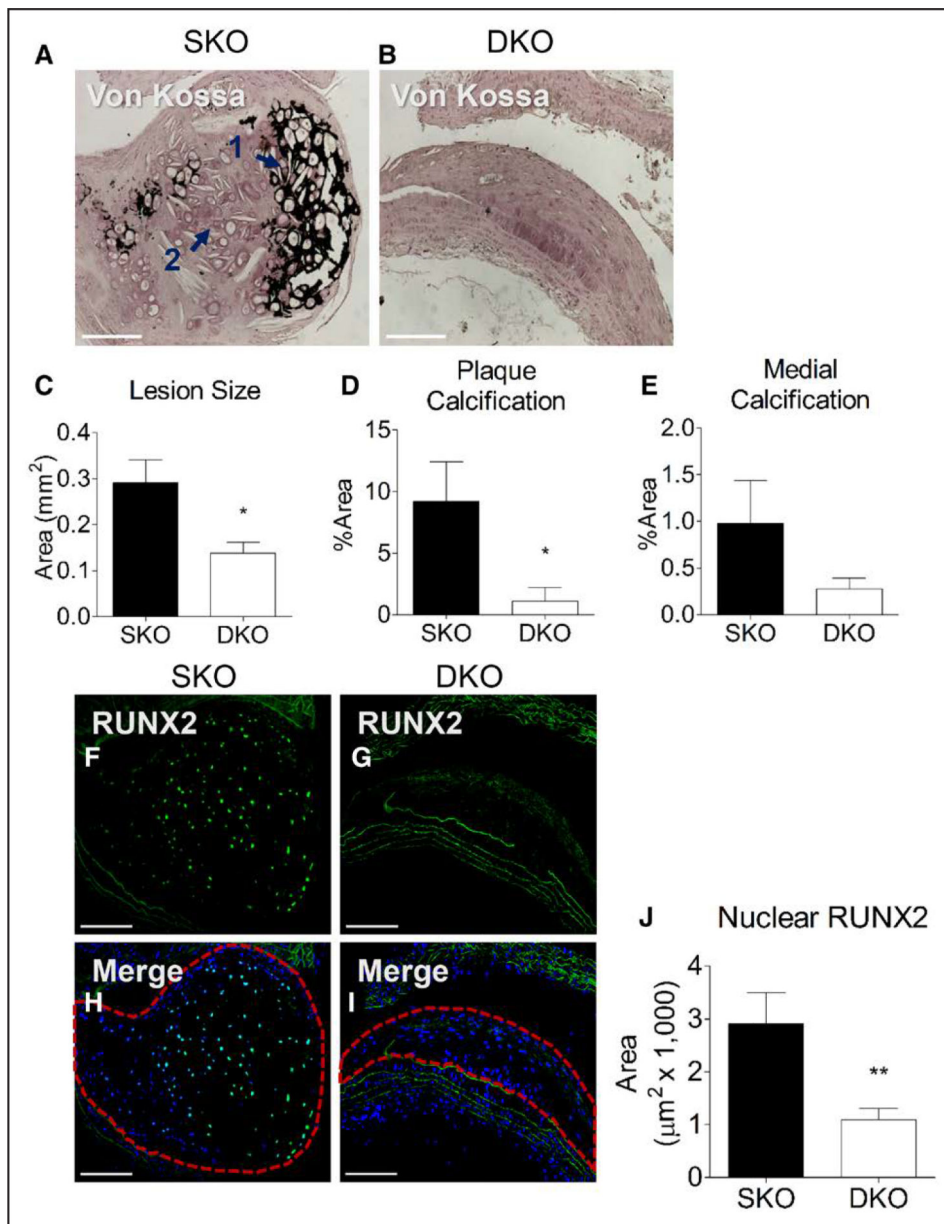 SKO
DKO
A
B
Von Kossa
Von Kossa
1
2
C
Lesion Size
D
Plaque
Calcification
E
Medial
Calcification
Area (mm²)
0.4
0.3
0.2
0.1
0.0
*
SKO
DKO
%Area
15
10
5
0
*
SKO
DKO
%Area
2.0
1.5
1.0
0.5
0.0
SKO
DKO
SKO
DKO
RUNX2
F
RUNX2
G
Merge
H
Merge
I
J
Nuclear RUNX2
Area
(µm² x 1,000)
4
3
2
1
0
**
SKO
DKO